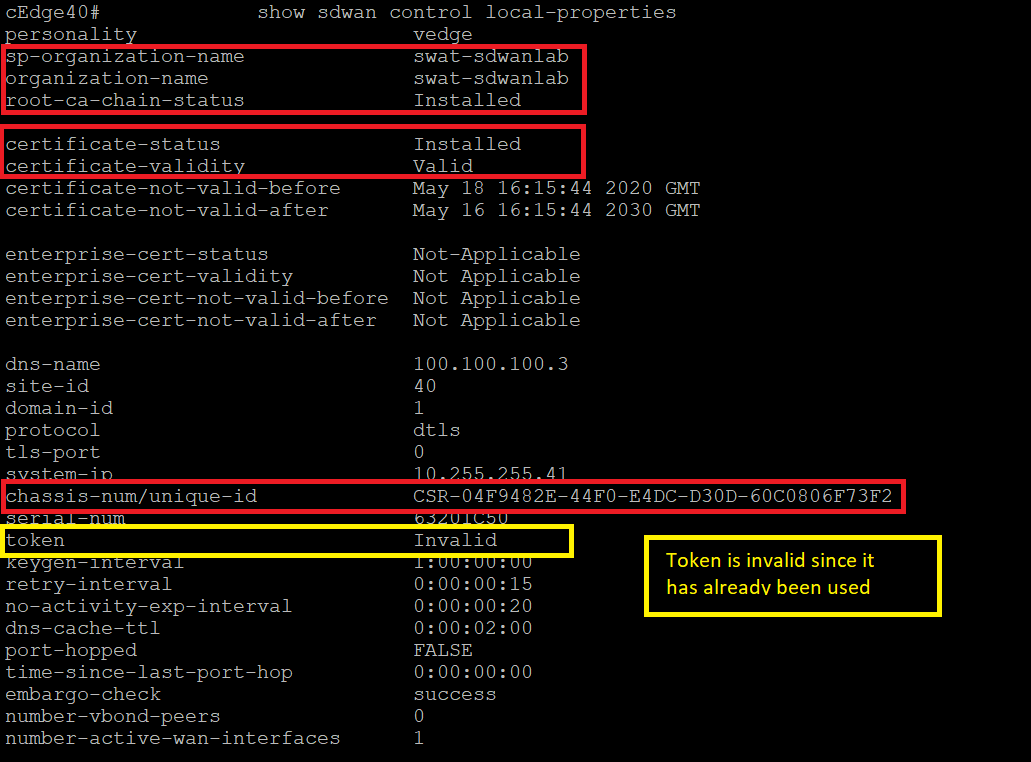 cEdge40# show sdwan control local-properties
personality vedge
sp-organization-name swat-sdwanlab
organization-name swat-sdwanlab
root-ca-chain-status Installed
certificate-status Installed
certificate-validity Valid
certificate-not-valid-before May 18 16:15:44 2020 GMT
certificate-not-valid-after May 16 16:15:44 2030 GMT
enterprise-cert-status Not-Applicable
enterprise-cert-validity Not Applicable
enterprise-cert-not-valid-before Not Applicable
enterprise-cert-not-valid-after Not Applicable
dns-name 100.100.100.3
site-id 40
domain-id 1
protocol dtls
tls-port 0
system-ip 10.255.255.41
chassis-num/unique-id CSR-04F9482E-44F0-E4DC-D30D-60C0806F73F2
serial-num 63201C50
token Invalid
Token is invalid since it
has already been used
keygen-interval 1:00:00:00
retry-interval 0:00:00:15
no-activity-exp-interval 0:00:00:20
dns-cache-ttl 0:00:02:00
port-hopped FALSE
time-since-last-port-hop 0:00:00:00
embargo-check success
number-vbond-peers 0
number-active-wan-interfaces 1